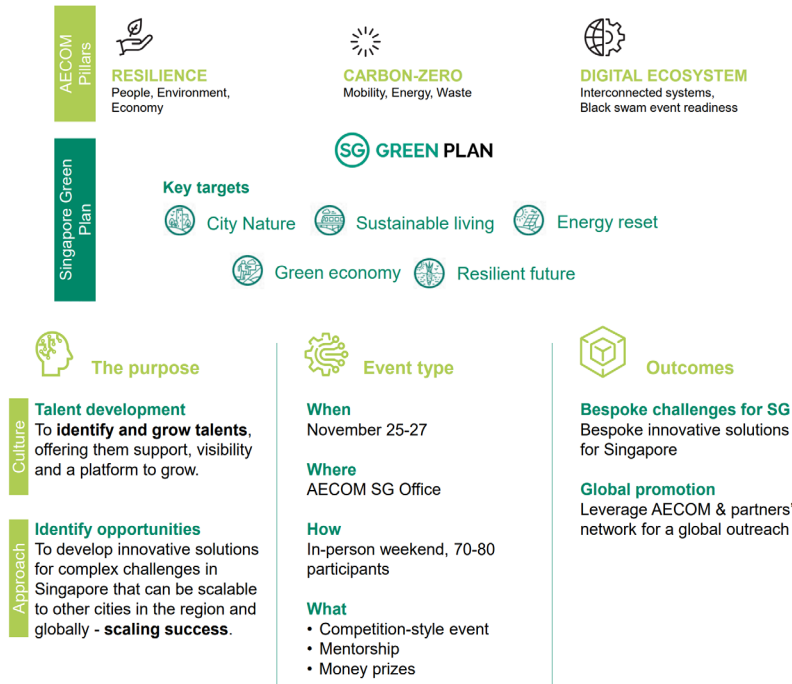 AECOM
Pillars
RESILIENCE
People, Environment,
Economy
CARBON-ZERO
Mobility, Energy, Waste
DIGITAL ECOSYSTEM
Interconnected systems,
Black swam event readiness
Singapore Green
Plan
SG GREEN PLAN
Key targets
City Nature
Sustainable living
Energy reset
Green economy
Resilient future
The purpose
Culture
Talent development
To identify and grow talents,
offering them support, visibility
and a platform to grow.
Approach
Identify opportunities
To develop innovative solutions
for complex challenges in
Singapore that can be scalable
to other cities in the region and
globally - scaling success.
Event type
When
November 25-27
Where
AECOM SG Office
How
In-person weekend, 70-80
participants
What
• Competition-style event
• Mentorship
• Money prizes
Outcomes
Bespoke challenges for SG
Bespoke innovative solutions
for Singapore
Global promotion
Leverage AECOM & partners'
network for a global outreach